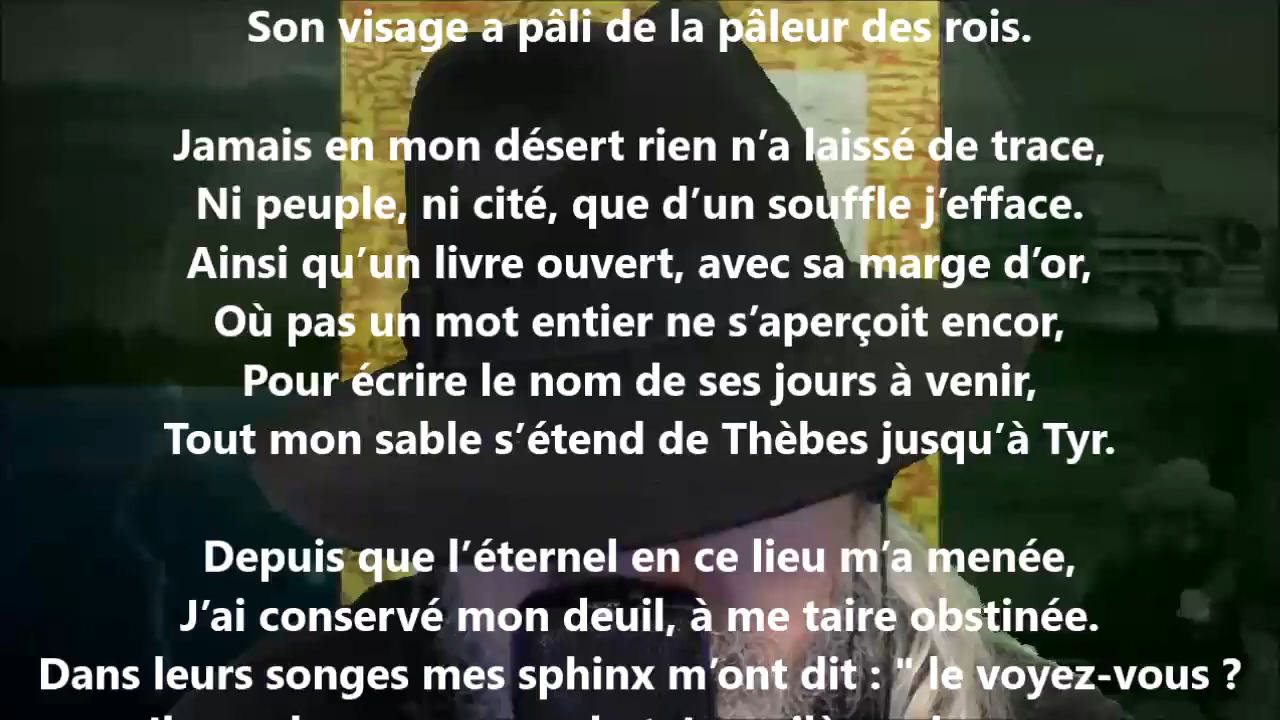 Son visage a pâli de la pâleur des rois.
Jamais en mon désert rien n’a laissé de trace,
Ni peuple, ni cité, que d’un souffle j’efface.
Ainsi qu’un livre ouvert, avec sa marge d’or,
Où pas un mot entier ne s’aperçoit encor,
Pour écrire le nom de ses jours à venir,
Tout mon sable s’étend de Thèbes jusqu’à Tyr.
Depuis que l’éternel en ce lieu m’a menée,
J’ai conservé mon deuil, à me taire obstinée.
Dans leurs songes mes sphinx m’ont dit : " le voyez-vous ?